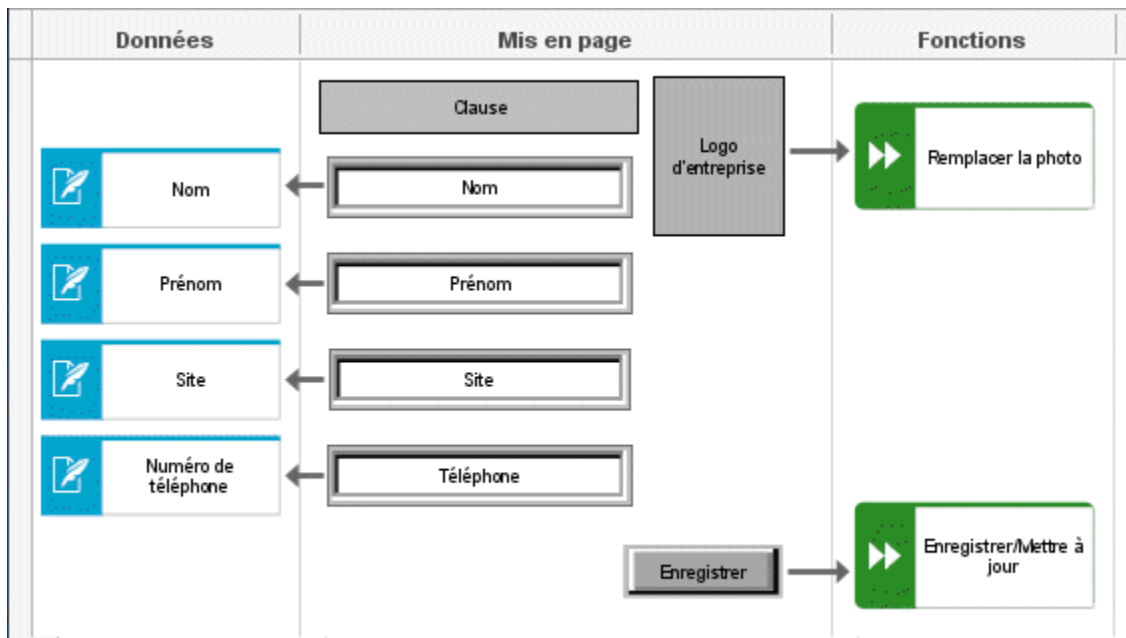 Données
Mis en page
Fonctions
Clause
Logo
d'entreprise
Remplacer la photo
Nom
Nom
Prénom
Prénom
Site
Site
Numéro de
téléphone
Téléphone
Enregistrer
Enregistrer/Mettre à
jour